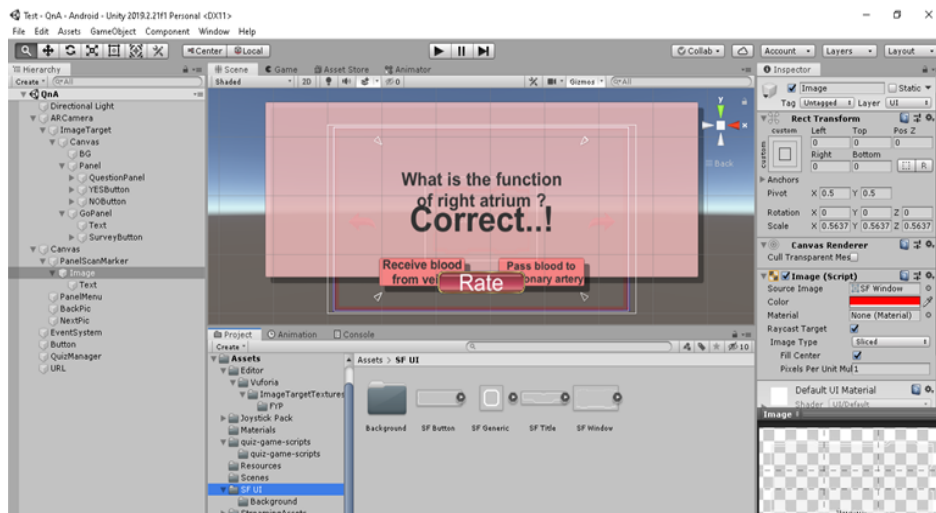 Test - QnA - Android - Unity 2019.2.21f1 Personal <DX11>
File Edit Assets GameObject Component Window Help
Center Local
Collab Account Layers Layout
Hierarchy
Create All
QnA
Directional Light
ARCamera
ImageTarget
Canvas
BG
Panel
QuestionPanel
YESButton
NOButton
GoPanel
Text
SurveyButton
Canvas
PanelScanMarker
Image
Text
PanelMenu
BackPic
NextPic
EventSystem
Button
QuizManager
URL
Scene Game Asset Store Animator
Shaded 2D 0 Gizmos All
y
x
Back
What is the function
of right atrium ?
Correct..!
Receive blood
from
Pass blood to
onary artery
Rate
Project Animation Console
Create 10
Assets
Editor
Vuforia
ImageTargetTextures
FYP
Joystick Pack
Materials
quiz-game-scripts
quiz-game-scripts
Resources
Scenes
SF UI
Background
StreamingAssets
Assets > SF UI
Background SF Button SF Generic SF Title SF Window
Inspector
Image Static
Tag Untagged Layer UI
Rect Transform
custom Left Top Pos Z
custom 0 0 0
Right Bottom
0 0 R
Anchors
Pivot X 0.5 Y 0.5
Rotation X 0 Y 0 Z 0
Scale X 0.5637 Y 0.5637 Z 0.5637
Canvas Renderer
Cull Transparent Mes
Image (Script)
Source Image SF Window
Color
Material None (Material)
Raycast Target
Image Type Sliced
Fill Center
Pixels Per Unit Mul 1
Default UI Material
Shader UI/Default
Image